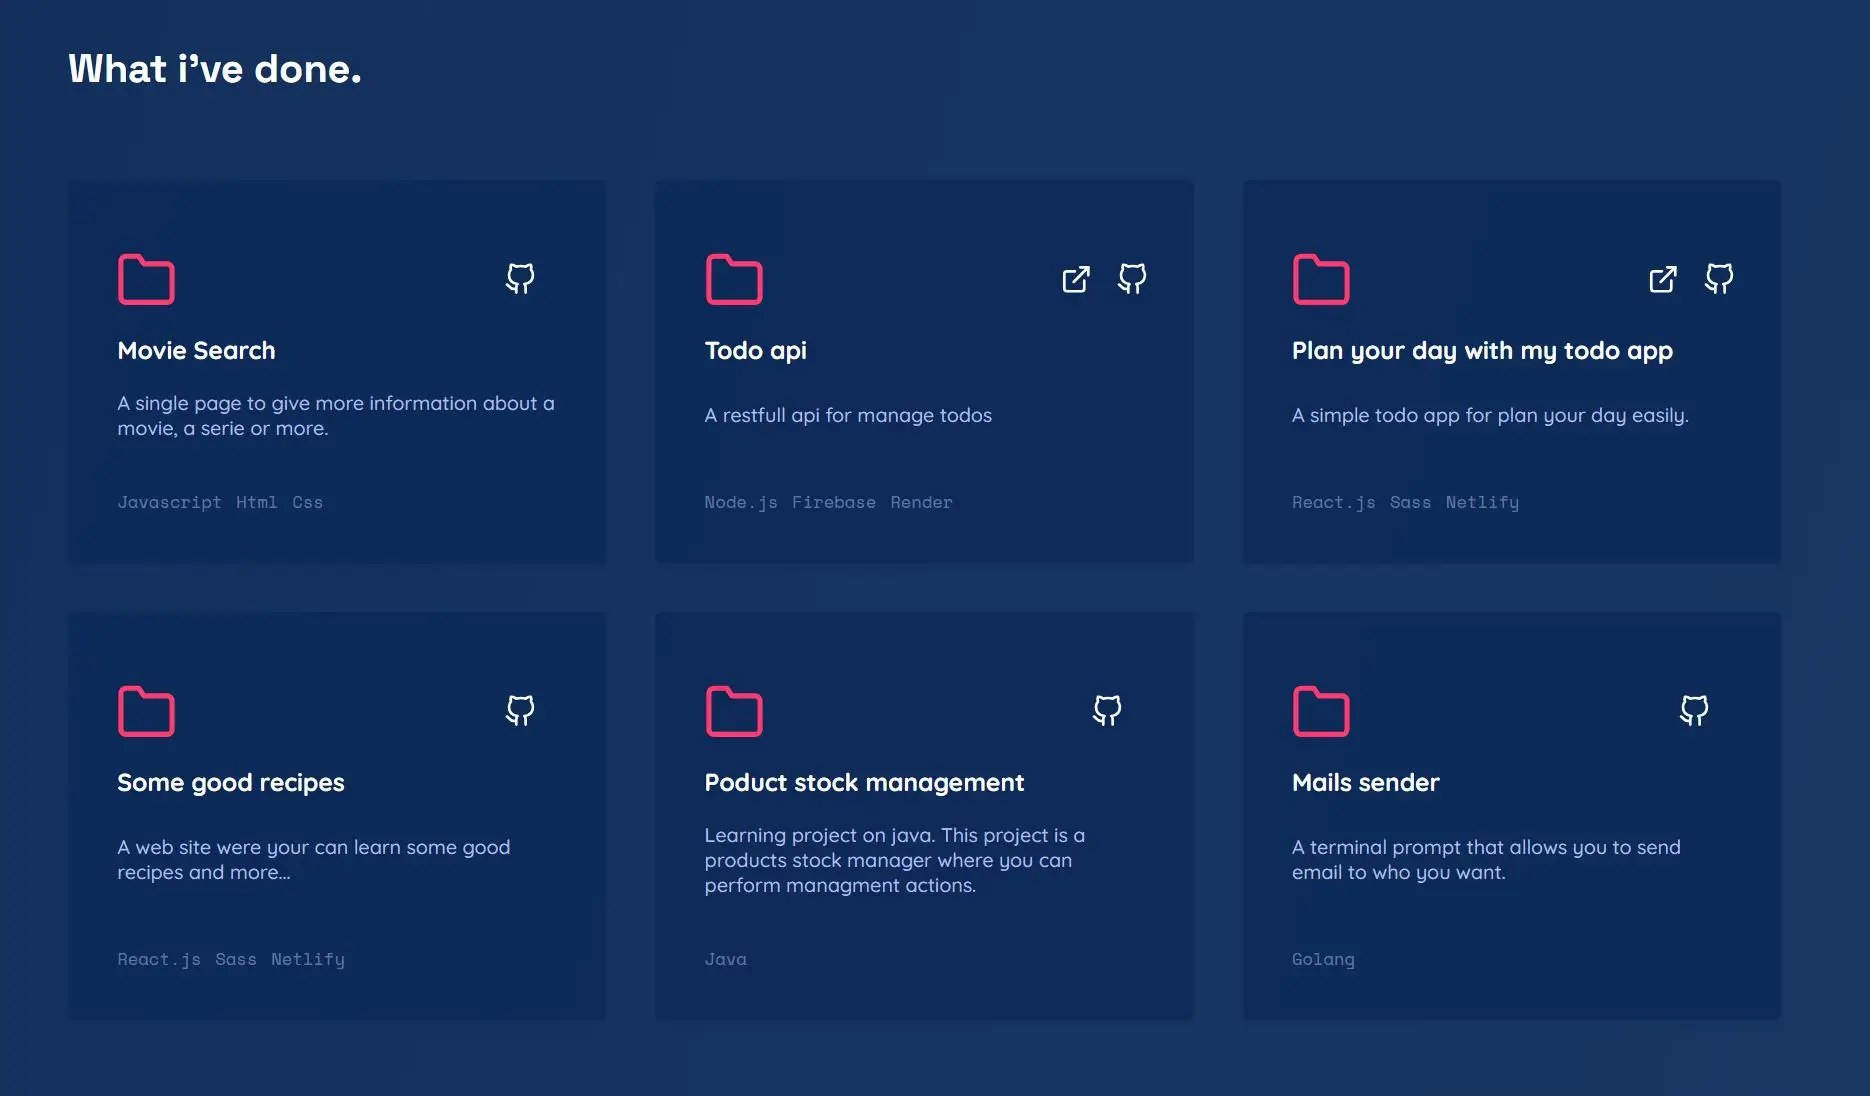 What i've done.
Movie Search
A single page to give more information about a
movie, a serie or more.
Javascript Html Css
Todo api
A restfull api for manage todos
Node.js Firebase Render
Plan your day with my todo app
A simple todo app for plan your day easily.
React.js Sass Netlify
Some good recipes
A web site were your can learn some good
recipes and more...
React.js Sass Netlify
Poduct stock management
Learning project on java. This project is a
products stock manager where you can
perform managment actions.
Java
Mails sender
A terminal prompt that allows you to send
email to who you want.
Golang